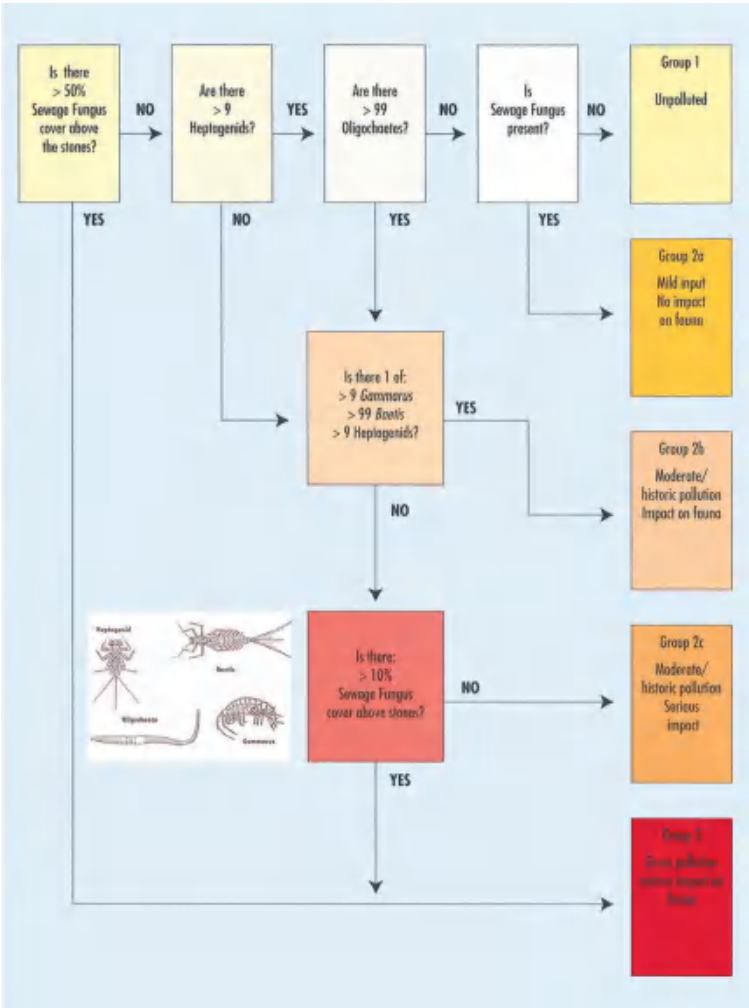 Is there
> 50%
Sewage Fungus
cover above
the stones?
NO
Are there
> 9
Heptagenids?
YES
Are there
> 99
Oligochaetes?
NO
Is
Sewage Fungus
present?
NO
Group 1
Unpolluted
YES
NO
YES
YES
Group 2a
Mild input
No impact
on fauna
Is there 1 of:
> 9 Gammarus
> 99 Baetis
> 9 Heptagenids?
YES
Group 2b
Moderate/
historic pollution
Impact on fauna
NO
Heptagenid
Baetis
Oligochaete
Gammarus
Is there:
> 10%
Sewage Fungus
cover above stones?
NO
Group 2c
Moderate/
historic pollution
Serious
impact
YES
Group 3
Gross pollution